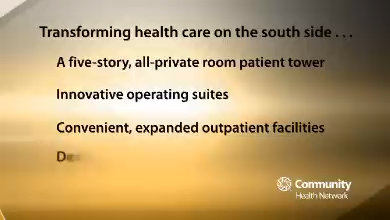 Transforming health care on the south side . . .
A five-story, all-private room patient tower
Innovative operating suites
Convenient, expanded outpatient facilities
Community
Health Network